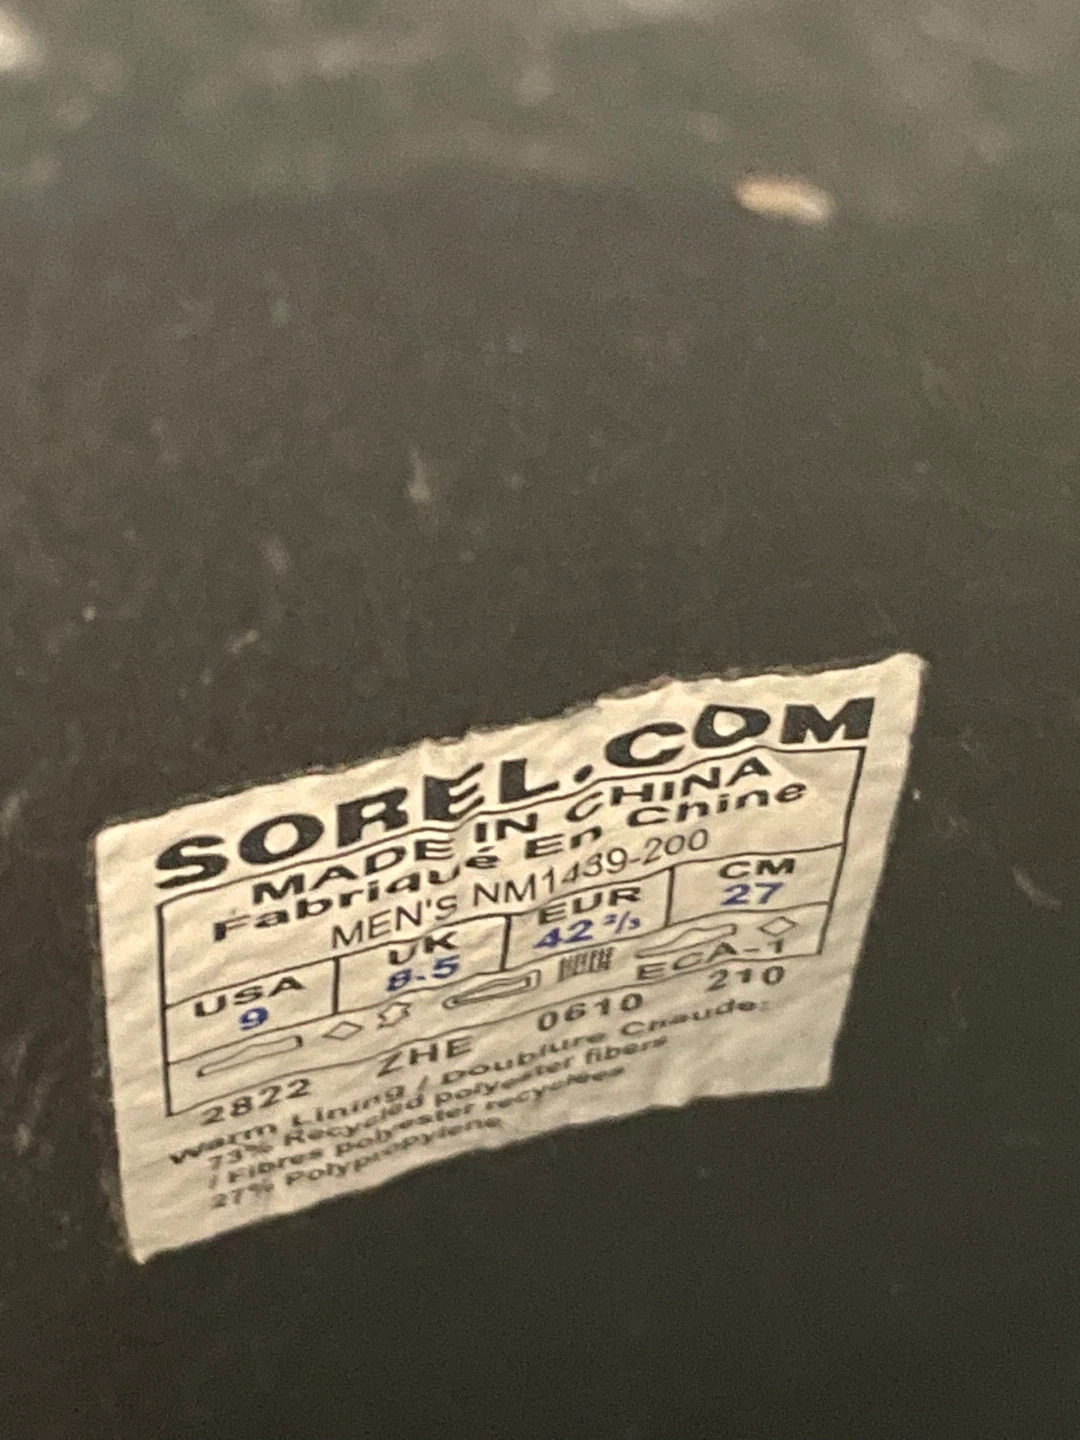 SOREL.COM
MADE IN CHINA
Fabriqué En Chine
MEN'S NM1439-200
USA UK EUR CM
9 8.5 42 2/3 27
ECA-1
2822 ZHE 0610 210
Warm Lining / Doublure Chaude:
73% Recycled polyester fibers
/ Fibres polyester recyclées
27% Polypropylene